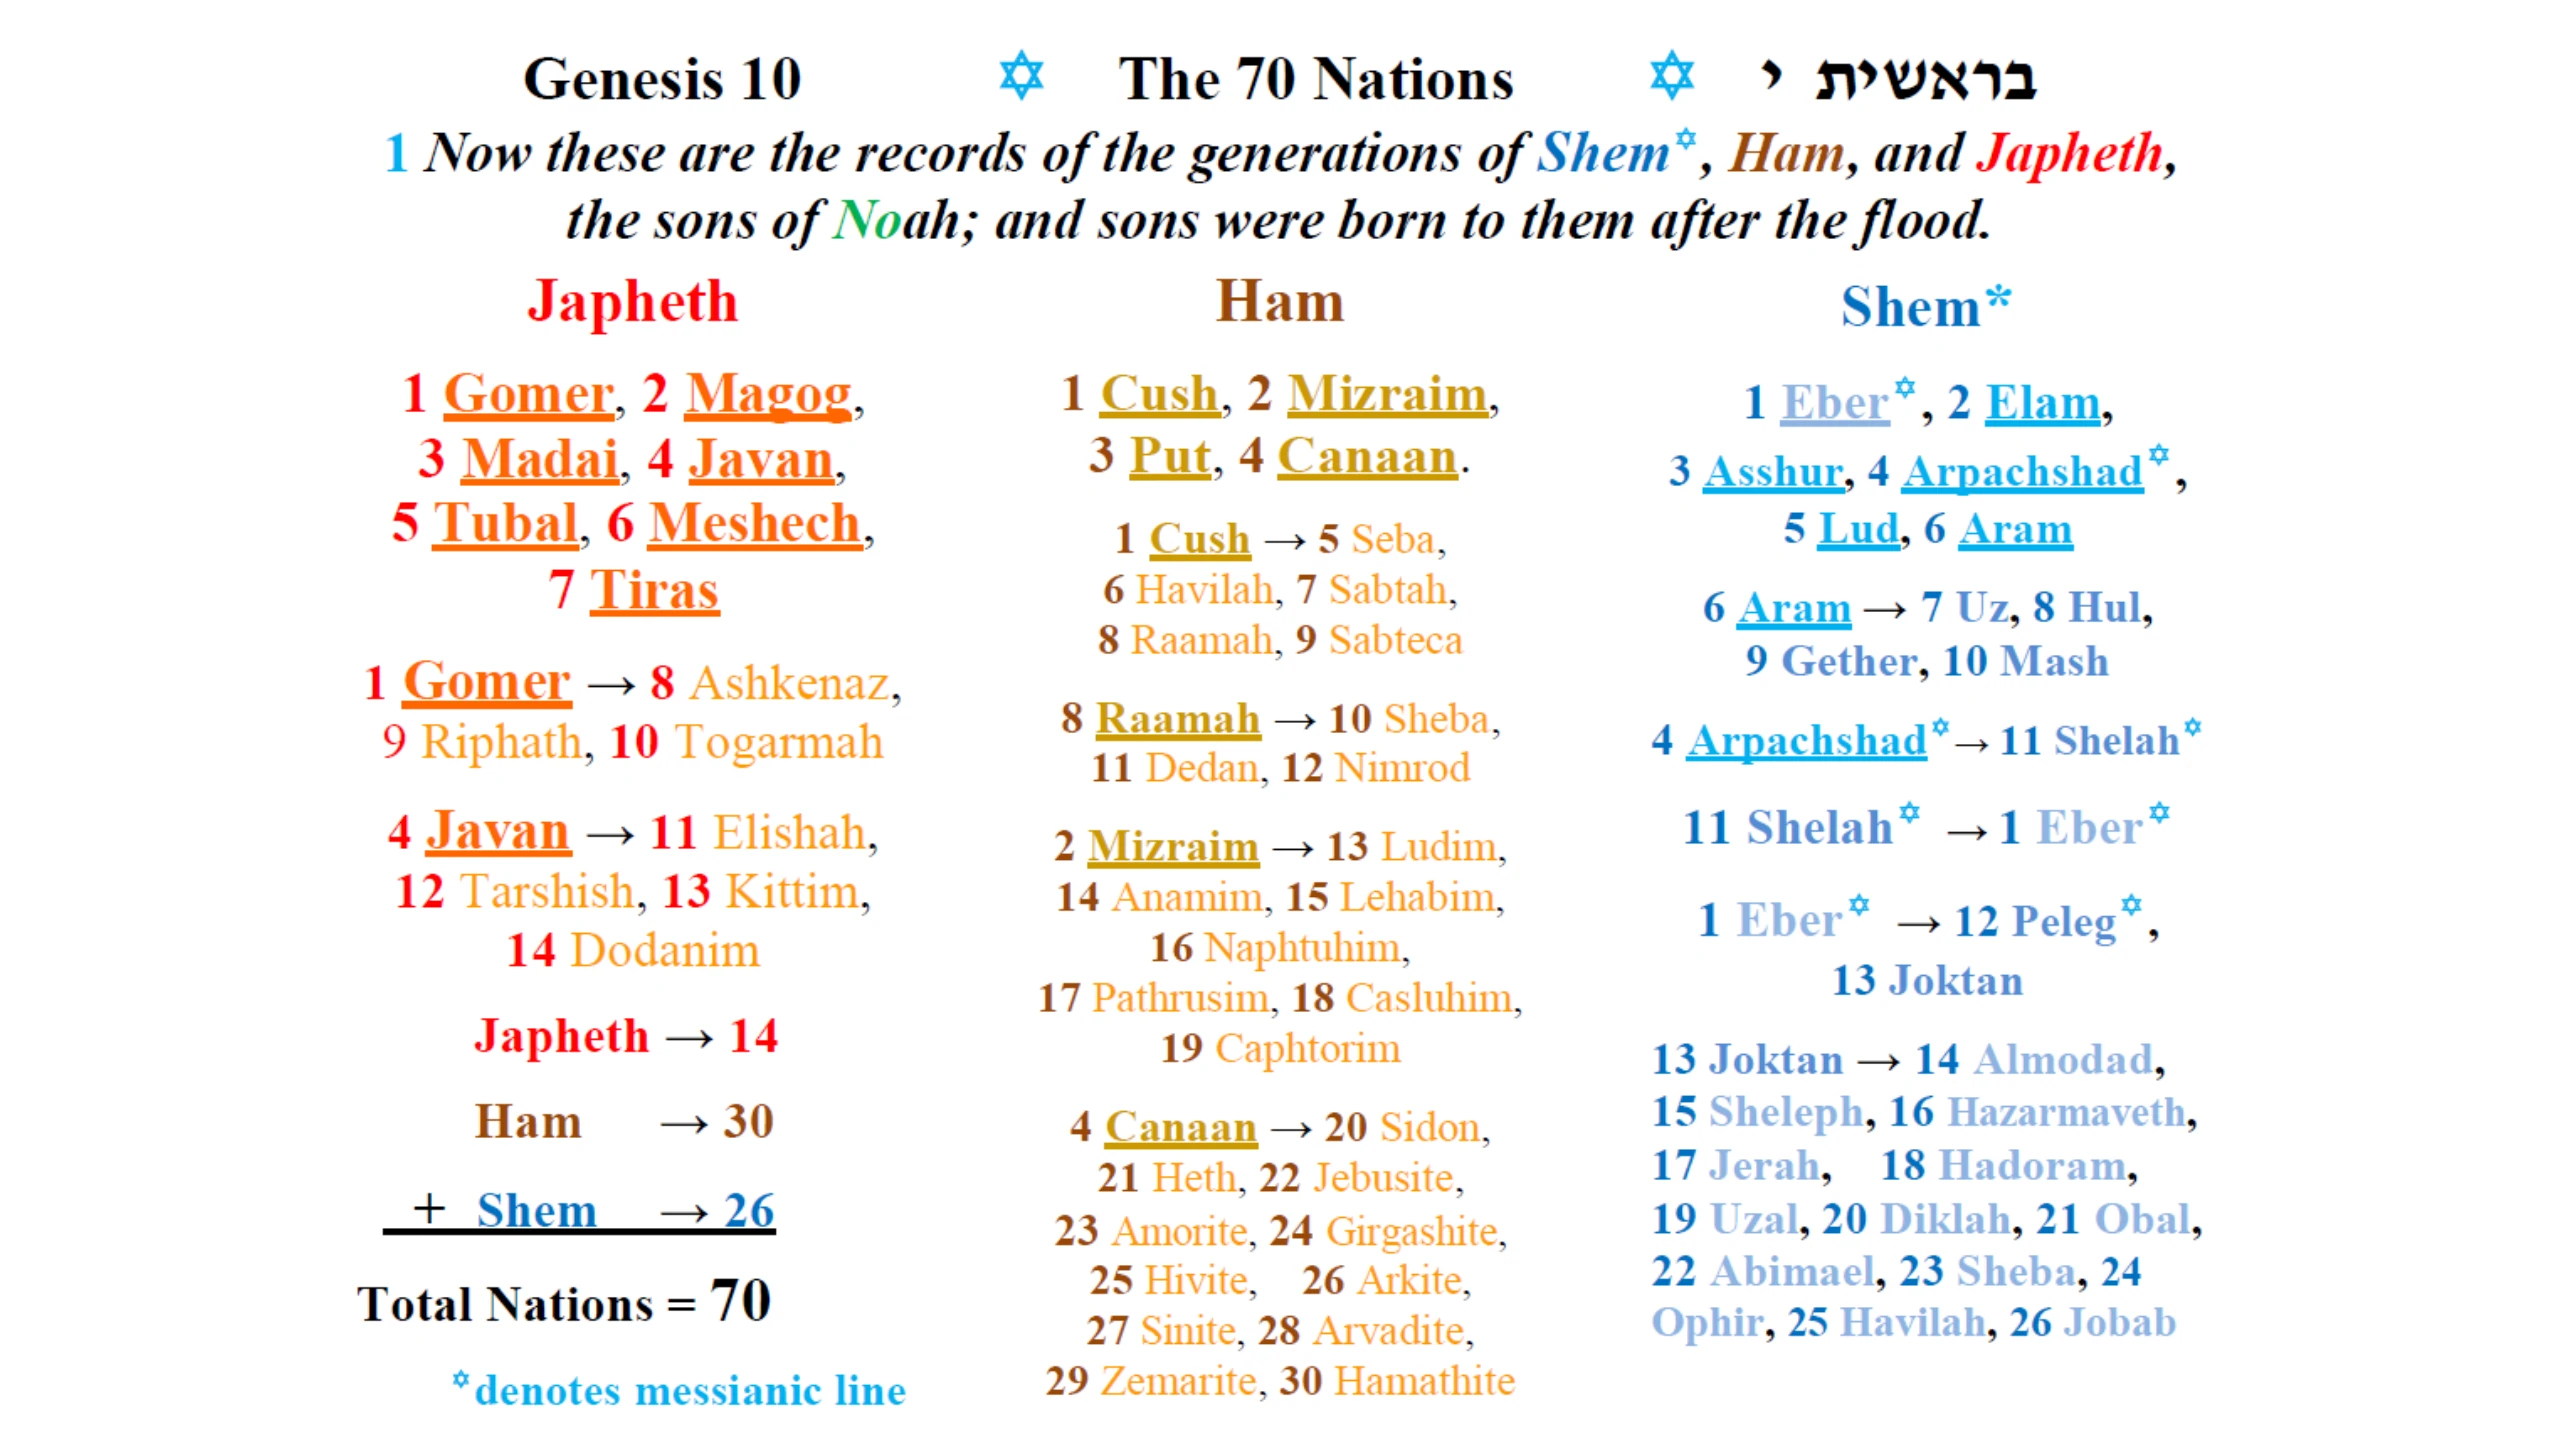 Genesis 10 ✡ The 70 Nations ✡ בראשית י
1 Now these are the records of the generations of Shem✡, Ham, and Japheth,
the sons of Noah; and sons were born to them after the flood.
Japheth
1 Gomer, 2 Magog,
3 Madai, 4 Javan,
5 Tubal, 6 Meshech,
7 Tiras
1 Gomer → 8 Ashkenaz,
9 Riphath, 10 Togarmah
4 Javan → 11 Elishah,
12 Tarshish, 13 Kittim,
14 Dodanim
Japheth → 14
Ham → 30
+ Shem → 26
Total Nations = 70
✡denotes messianic line
Ham
1 Cush, 2 Mizraim,
3 Put, 4 Canaan.
1 Cush → 5 Seba,
6 Havilah, 7 Sabtah,
8 Raamah, 9 Sabteca
8 Raamah → 10 Sheba,
11 Dedan, 12 Nimrod
2 Mizraim → 13 Ludim,
14 Anamim, 15 Lehabim,
16 Naphtuhim,
17 Pathrusim, 18 Casluhim,
19 Caphtorim
4 Canaan → 20 Sidon,
21 Heth, 22 Jebusite,
23 Amorite, 24 Girgashite,
25 Hivite, 26 Arkite,
27 Sinite, 28 Arvadite,
29 Zemarite, 30 Hamathite
Shem*
1 Eber✡, 2 Elam,
3 Asshur, 4 Arpachshad✡,
5 Lud, 6 Aram
6 Aram → 7 Uz, 8 Hul,
9 Gether, 10 Mash
4 Arpachshad✡→ 11 Shelah✡
11 Shelah✡ → 1 Eber✡
1 Eber✡ → 12 Peleg✡,
13 Joktan
13 Joktan → 14 Almodad,
15 Sheleph, 16 Hazarmaveth,
17 Jerah, 18 Hadoram,
19 Uzal, 20 Diklah, 21 Obal,
22 Abimael, 23 Sheba, 24
Ophir, 25 Havilah, 26 Jobab